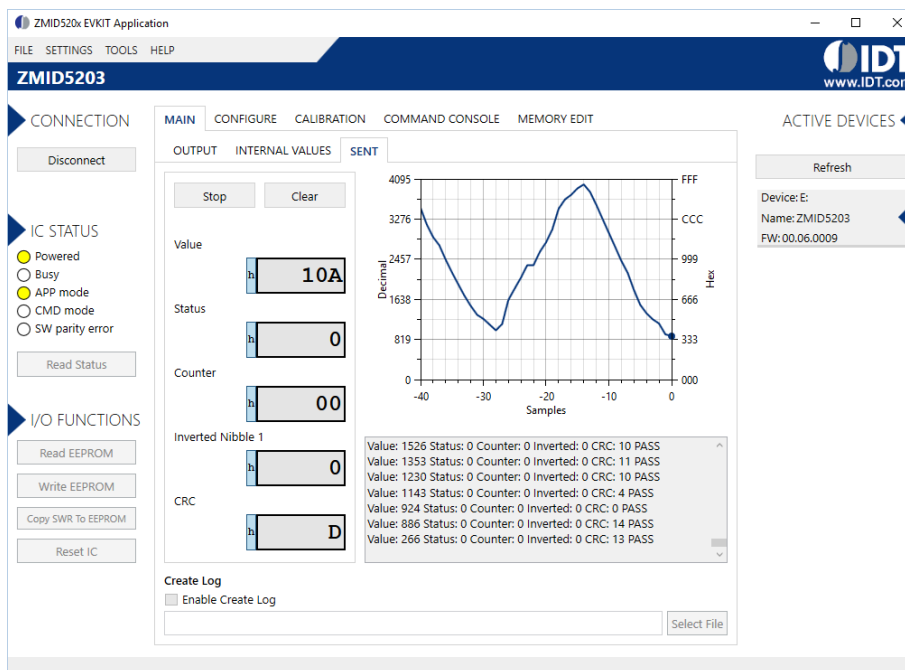 ZMID520x EVKIT Application
FILE SETTINGS TOOLS HELP
ZMID5203
IDT
www.IDT.com
CONNECTION
Disconnect
IC STATUS
Powered
Busy
APP mode
CMD mode
SW parity error
Read Status
I/O FUNCTIONS
Read EEPROM
Write EEPROM
Copy SWR To EEPROM
Reset IC
MAIN CONFIGURE CALIBRATION COMMAND CONSOLE MEMORY EDIT
OUTPUT INTERNAL VALUES SENT
Stop Clear
Value
h 10A
Status
h 0
Counter
h 00
Inverted Nibble 1
h 0
CRC
h D
4095 FFF
3276 CCC
2457 999
1638 666
819 333
0 000
Decimal
Hex
-40 -30 -20 -10 0
Samples
Value: 1526 Status: 0 Counter: 0 Inverted: 0 CRC: 10 PASS
Value: 1353 Status: 0 Counter: 0 Inverted: 0 CRC: 11 PASS
Value: 1230 Status: 0 Counter: 0 Inverted: 0 CRC: 10 PASS
Value: 1143 Status: 0 Counter: 0 Inverted: 0 CRC: 4 PASS
Value: 924 Status: 0 Counter: 0 Inverted: 0 CRC: 0 PASS
Value: 886 Status: 0 Counter: 0 Inverted: 0 CRC: 14 PASS
Value: 266 Status: 0 Counter: 0 Inverted: 0 CRC: 13 PASS
Create Log
Enable Create Log
Select File
ACTIVE DEVICES
Refresh
Device: E:
Name: ZMID5203
FW: 00.06.0009